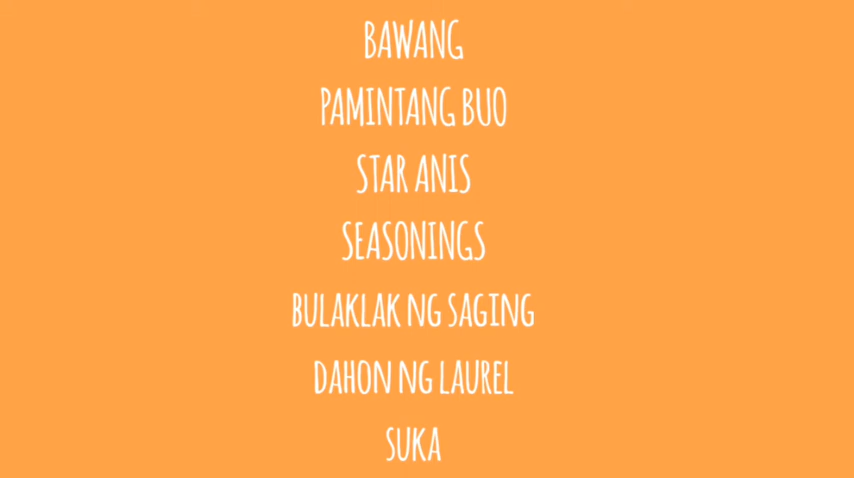 BAWANG
PAMINTANG BUO
STAR ANIS
SEASONINGS
BULAKLAK NG SAGING
DAHON NG LAUREL
SUKA